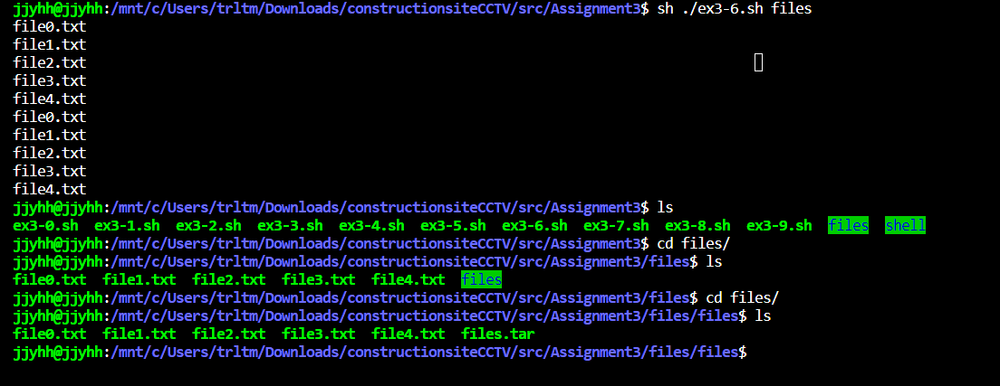 jjyhh@jjyhh:/mnt/c/Users/trltm/Downloads/constructionsiteCCTV/src/Assignment3$ sh ./ex3-6.sh files
file0.txt
file1.txt
file2.txt
file3.txt
file4.txt
file0.txt
file1.txt
file2.txt
file3.txt
file4.txt
jjyhh@jjyhh:/mnt/c/Users/trltm/Downloads/constructionsiteCCTV/src/Assignment3$ ls
ex3-0.sh  ex3-1.sh  ex3-2.sh  ex3-3.sh  ex3-4.sh  ex3-5.sh  ex3-6.sh  ex3-7.sh  ex3-8.sh  ex3-9.sh  files  shell
jjyhh@jjyhh:/mnt/c/Users/trltm/Downloads/constructionsiteCCTV/src/Assignment3$ cd files/
jjyhh@jjyhh:/mnt/c/Users/trltm/Downloads/constructionsiteCCTV/src/Assignment3/files$ ls
file0.txt  file1.txt  file2.txt  file3.txt  file4.txt  files
jjyhh@jjyhh:/mnt/c/Users/trltm/Downloads/constructionsiteCCTV/src/Assignment3/files$ cd files/
jjyhh@jjyhh:/mnt/c/Users/trltm/Downloads/constructionsiteCCTV/src/Assignment3/files/files$ ls
file0.txt  file1.txt  file2.txt  file3.txt  file4.txt  files.tar
jjyhh@jjyhh:/mnt/c/Users/trltm/Downloads/constructionsiteCCTV/src/Assignment3/files/files$